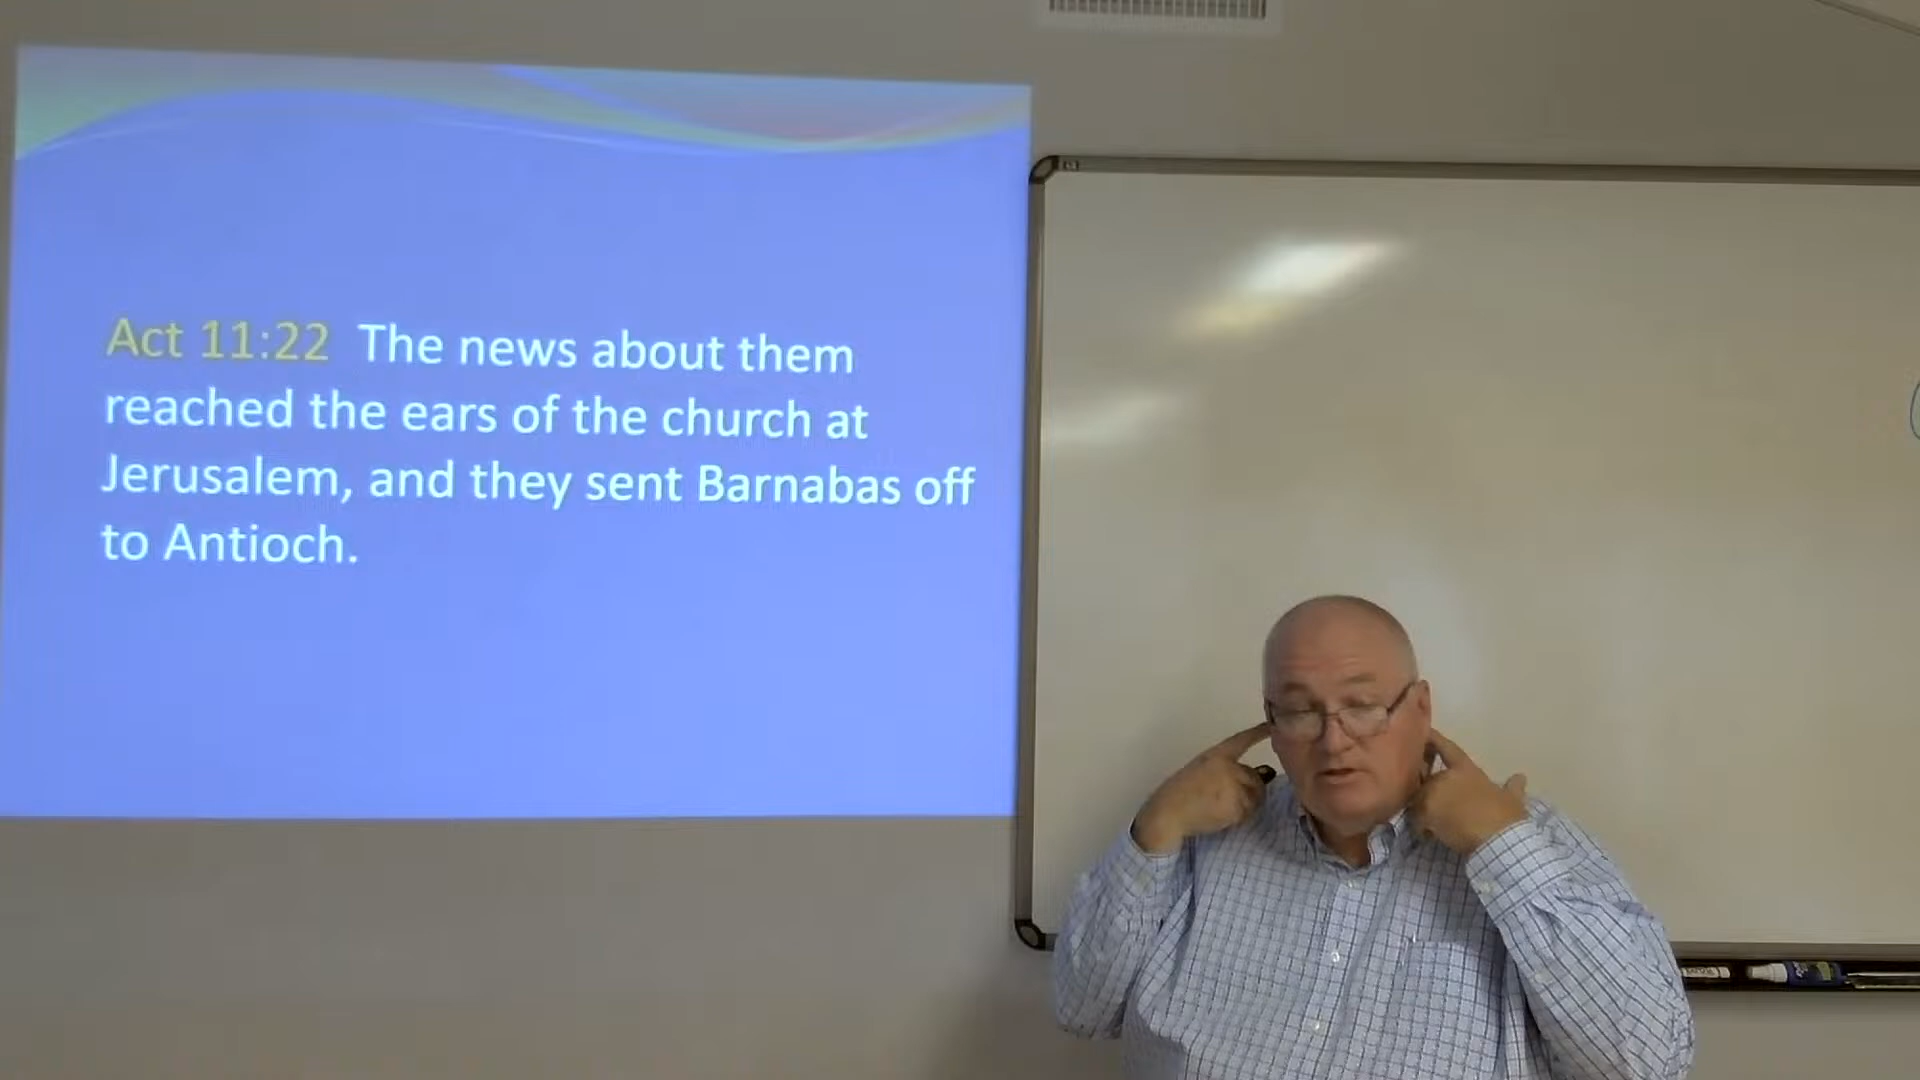 Act 11:22 The news about them
reached the ears of the church at
Jerusalem, and they sent Barnabas off
to Antioch.